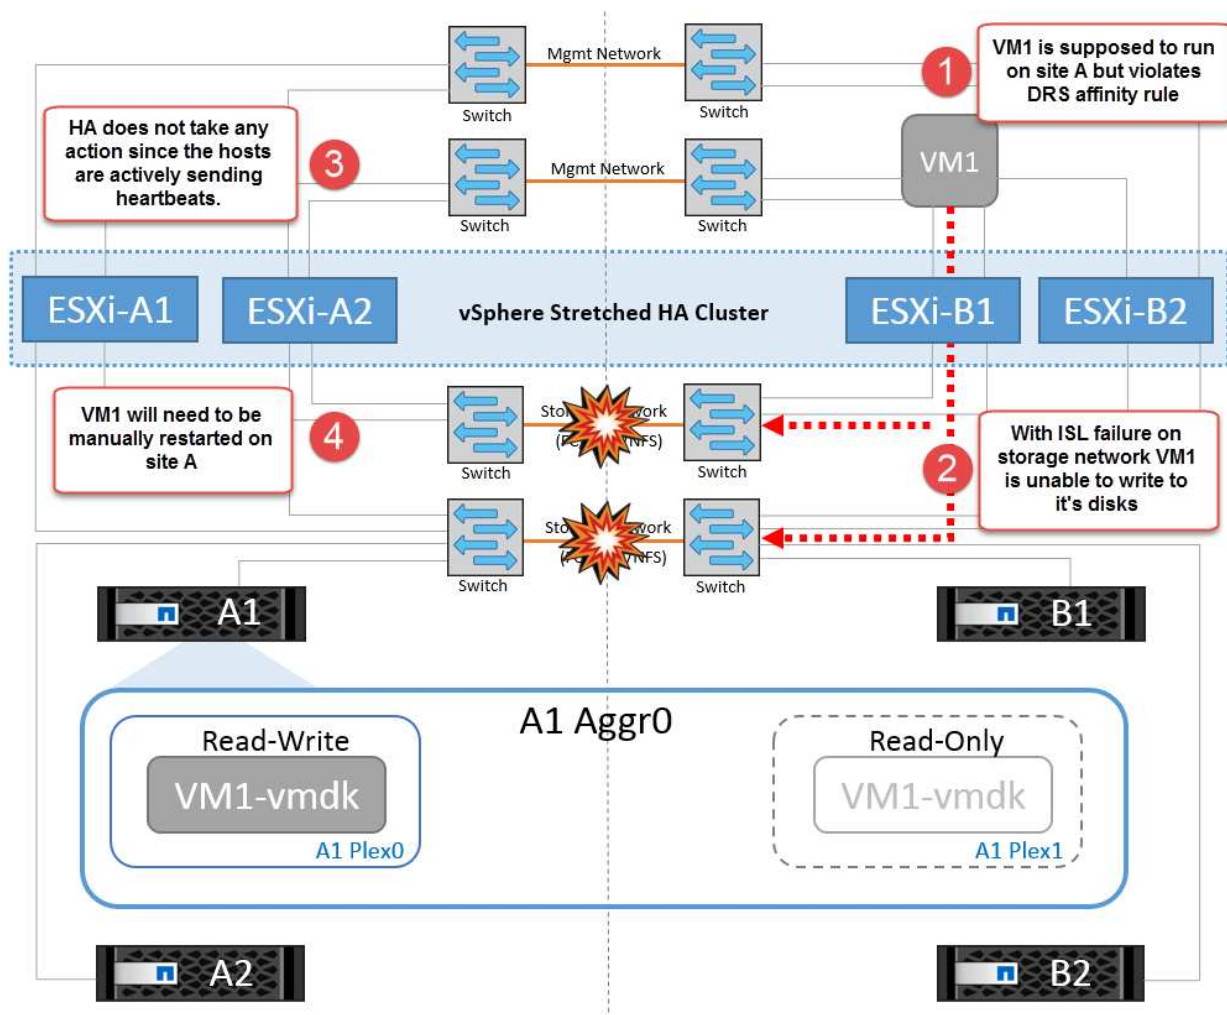 Mgmt Network
Switch
Switch
1
VM1 is supposed to run
on site A but violates
DRS affinity rule
HA does not take any
action since the hosts
are actively sending
heartbeats.
3
Mgmt Network
Switch
Switch
VM1
ESXi-A1
ESXi-A2
vSphere Stretched HA Cluster
ESXi-B1
ESXi-B2
VM1 will need to be
manually restarted on
site A
4
Switch
Switch
2
With ISL failure on
storage network VM1
is unable to write to
it's disks
Switch
Switch
A1
B1
A1 Aggr0
Read-Write
VM1-vmdk
A1 Plex0
Read-Only
VM1-vmdk
A1 Plex1
A2
B2